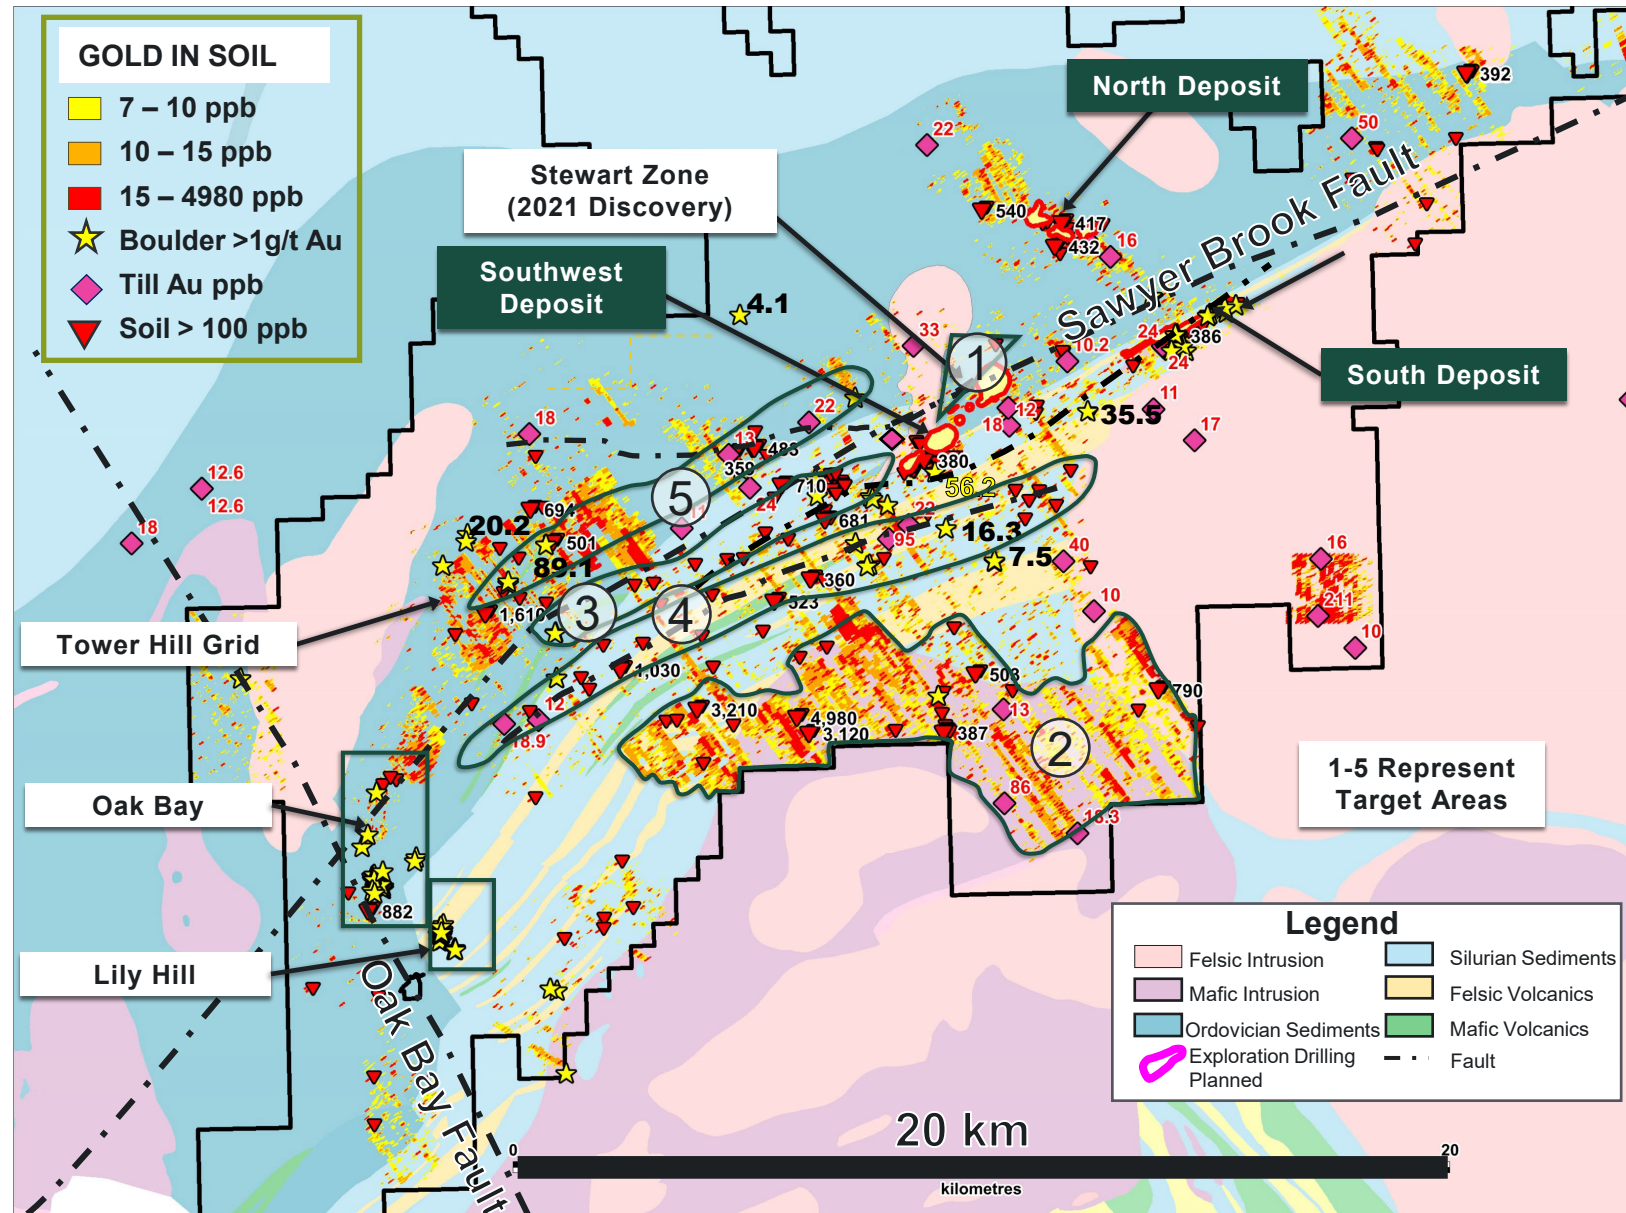 GOLD IN SOIL
7 – 10 ppb
10 – 15 ppb
15 – 4980 ppb
Boulder >1g/t Au
Till Au ppb
Soil > 100 ppb
North Deposit
Stewart Zone
(2021 Discovery)
Southwest
Deposit
South Deposit
Sawyer Brook Fault
Tower Hill Grid
Oak Bay
Lily Hill
Oak Bay Fault
1-5 Represent
Target Areas
392
50
22
540
417
432
16
4.1
33
10.2
24
386
24
11
35.5
17
12
18
22
18
13
483
359
24
710
380
56.2
12.6
12.6
18
694
20.2
501
89.1
1,610
11
681
22
95
16.3
7.5
40
360
523
10
16
211
10
1,030
12
18.9
3,210
4,980
3,120
503
13
387
790
86
18.3
882
1
2
3
4
5
Legend
Felsic Intrusion
Silurian Sediments
Mafic Intrusion
Felsic Volcanics
Ordovician Sediments
Mafic Volcanics
Exploration Drilling
Planned
Fault
20 km
0
20
kilometres